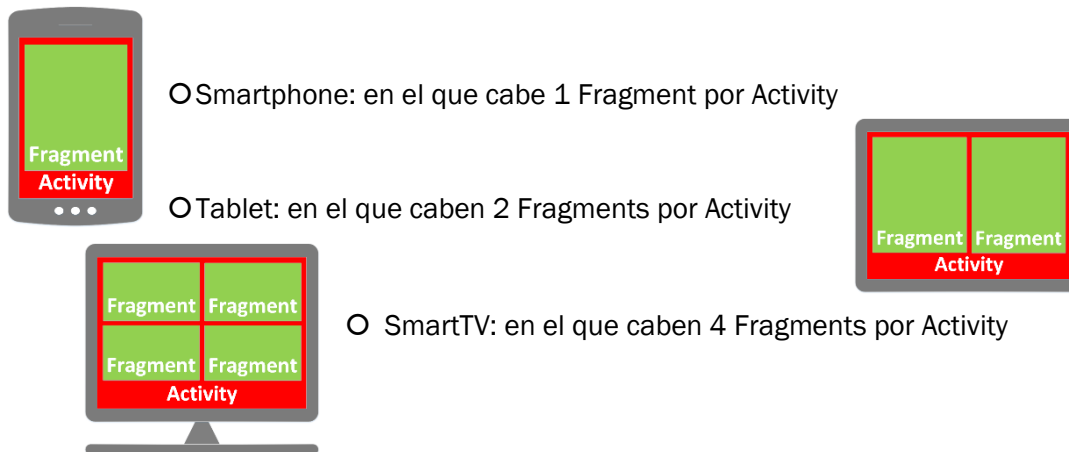 Smartphone: en el que cabe 1 Fragment por Activity
Fragment
Activity
Tablet: en el que caben 2 Fragments por Activity
Fragment Fragment
Activity
Fragment Fragment
Fragment Fragment
Activity
SmartTV: en el que caben 4 Fragments por Activity